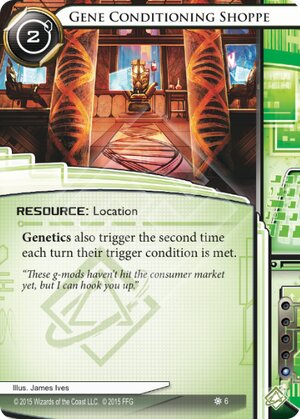 Gene Conditioning Shoppe
2
RESOURCE: Location
Genetics also trigger the second time
each turn their trigger condition is met.
“These g-mods haven’t hit the consumer market
yet, but I can hook you up.”
Illus. James Ives
© 2015 Wizards of the Coast LLC. © 2015 FFG
6